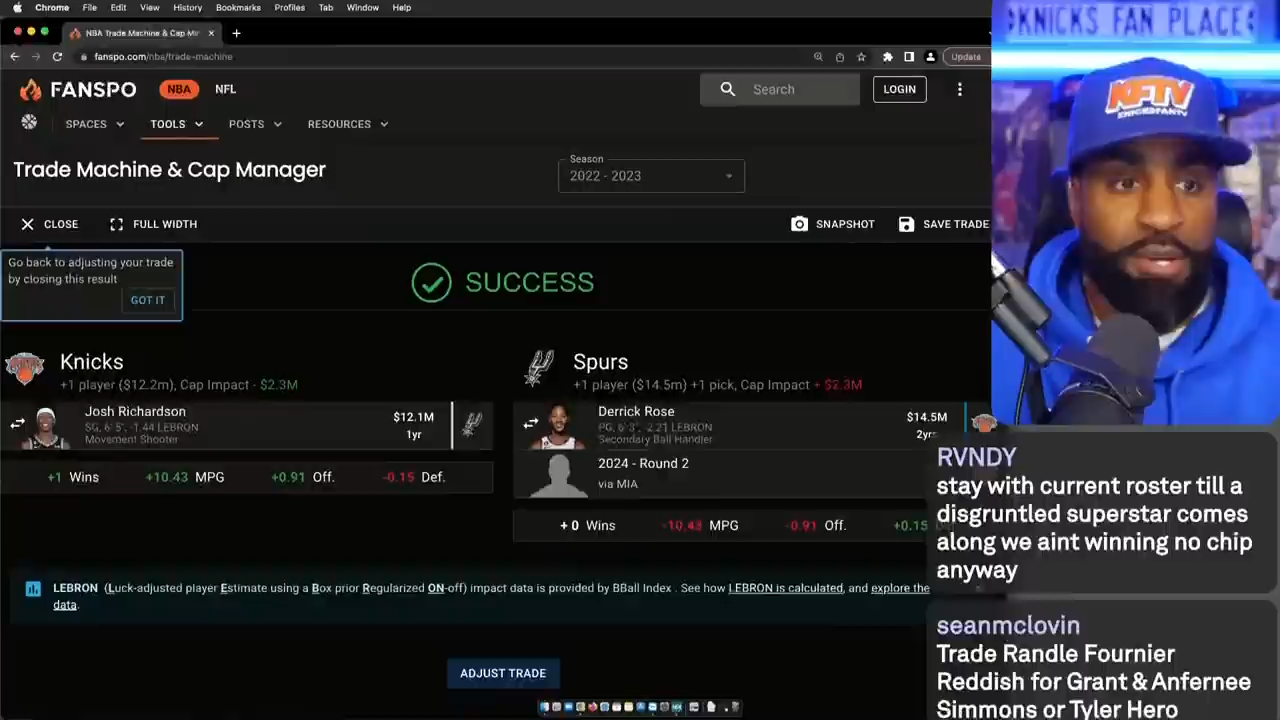 Chrome File Edit View History Bookmarks Profiles Tab Window Help
NBA Trade Machine & Cap Ma
fanspo.com/nba/trade-machine
Update
FANSPO NBA NFL
Search
LOGIN
SPACES TOOLS POSTS RESOURCES
Trade Machine & Cap Manager
Season
2022 - 2023
CLOSE FULL WIDTH SNAPSHOT SAVE TRADE
Go back to adjusting your trade
by closing this result
GOT IT
SUCCESS
Knicks
+1 player ($12.2m), Cap Impact - $2.3M
Josh Richardson
SG, 6' 5", -1.44 LEBRON
Movement Shooter
$12.1M
1yr
+1 Wins +10.43 MPG +0.91 Off. -0.15 Def.
Spurs
+1 player ($14.5m) +1 pick, Cap Impact + $2.3M
Derrick Rose
PG, 6' 3", -2.21 LEBRON
Secondary Ball Handler
$14.5M
2yrs
2024 - Round 2
via MIA
+ 0 Wins -10.43 MPG -0.91 Off. +0.15
LEBRON (Luck-adjusted player Estimate using a Box prior Regularized ON-off) impact data is provided by BBall Index . See how LEBRON is calculated, and explore the
data.
ADJUST TRADE
KNICKS FAN PLACE
KFTV
KNICKSFANTV
RVNDY
stay with current roster till a
disgruntled superstar comes
along we aint winning no chip
anyway
seanmclovin
Trade Randle Fournier
Reddish for Grant & Anfernee
Simmons or Tyler Hero